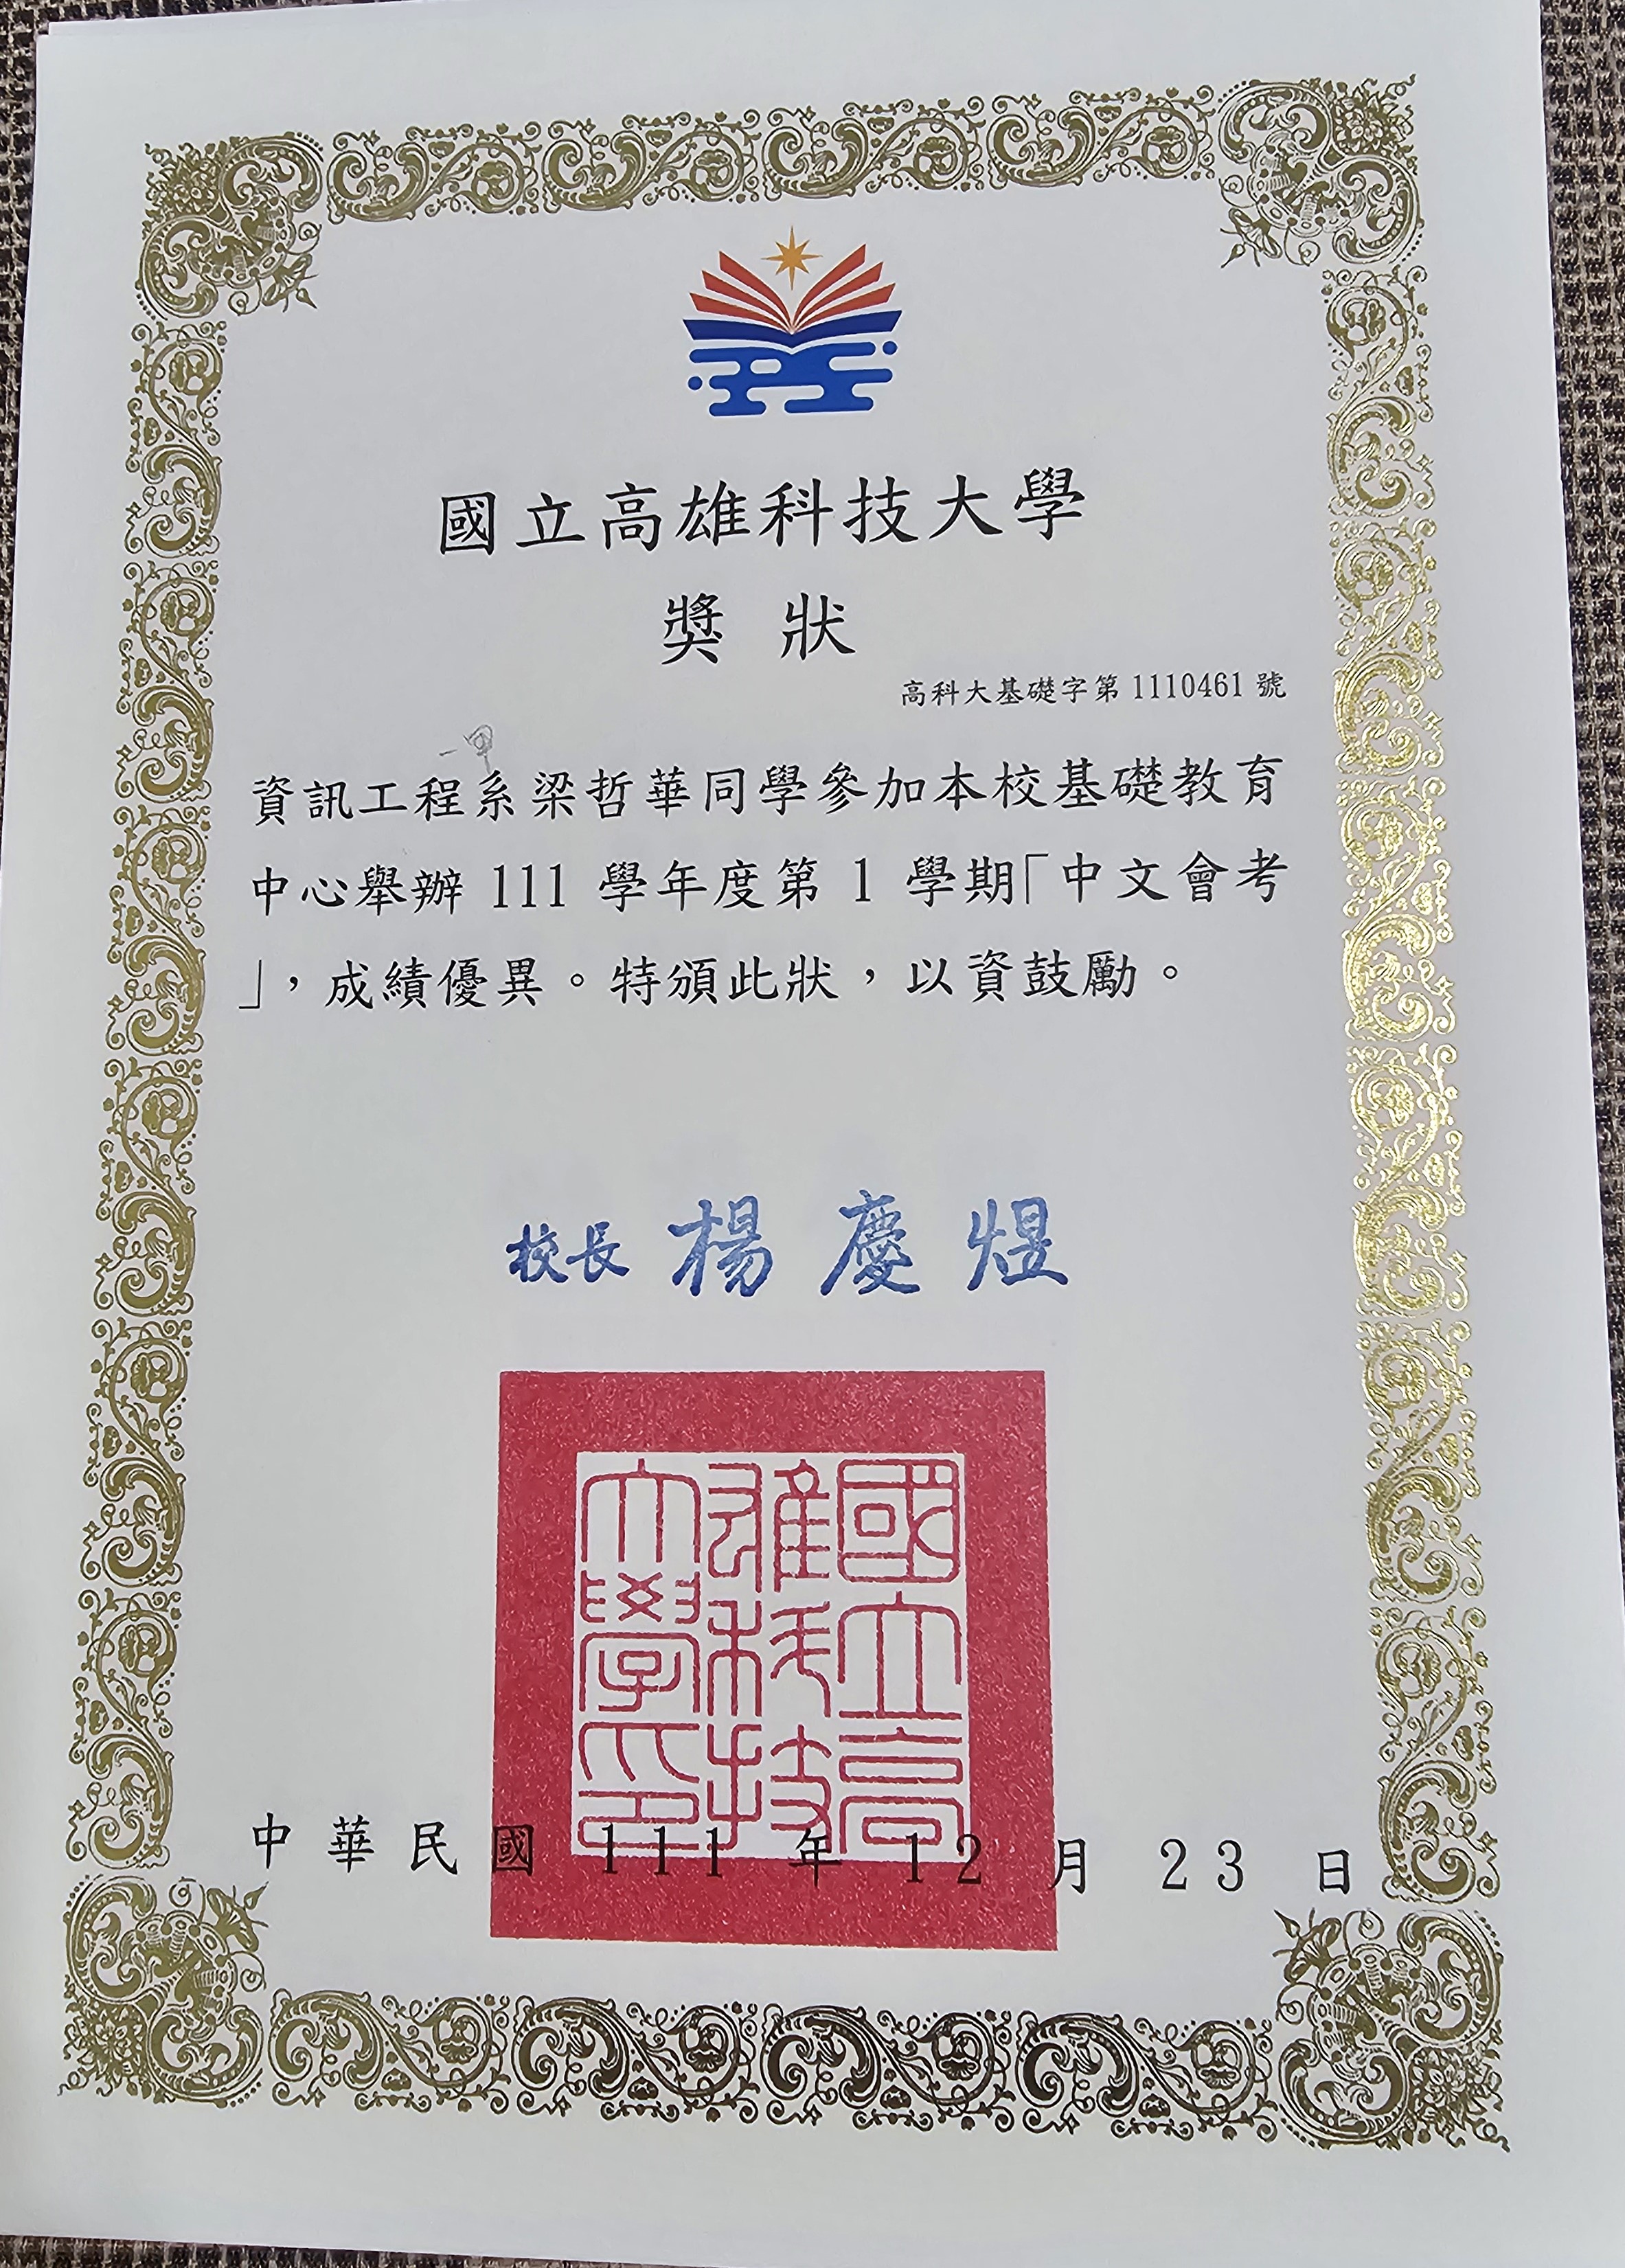 國立高雄科技大學
獎狀
高科大基礎字第 1110461 號
資訊工程系梁哲華同學參加本校基礎教育
中心舉辦 111 學年度第 1 學期「中文會考
」，成績優異。特頒此狀，以資鼓勵。
校長 楊慶煜
國立高
雄科技
大學印
中華民國 111 年 12 月 23 日